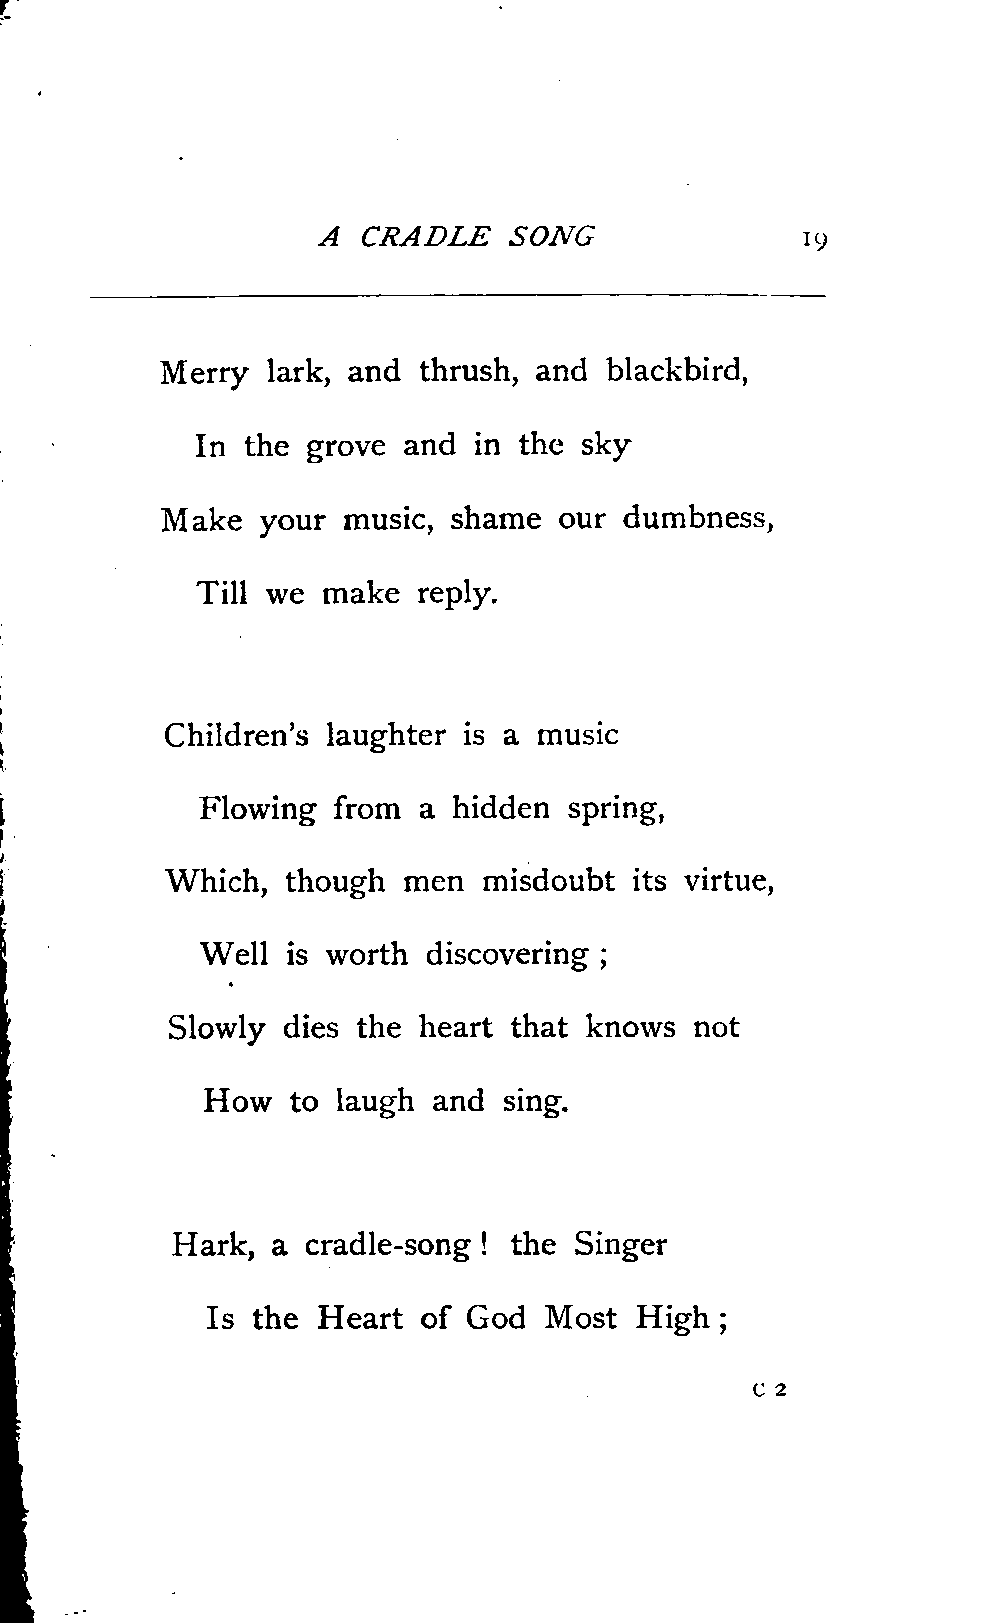 A CRADLE SONG 19
Merry lark, and thrush, and blackbird,
In the grove and in the sky
Make your music, shame our dumbness,
Till we make reply.
Children's laughter is a music
Flowing from a hidden spring,
Which, though men misdoubt its virtue,
Well is worth discovering ;
Slowly dies the heart that knows not
How to laugh and sing.
Hark, a cradle-song ! the Singer
Is the Heart of God Most High ;
C 2